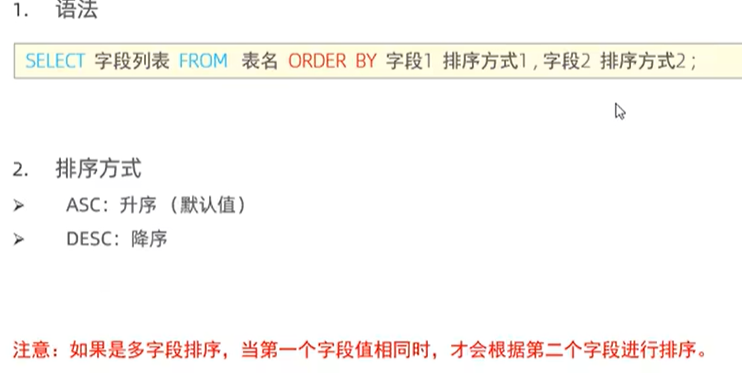 1. 语法
SELECT 字段列表 FROM 表名 ORDER BY 字段1 排序方式1 , 字段2 排序方式2 ;
2. 排序方式
➢ ASC：升序（默认值）
➢ DESC：降序
注意：如果是多字段排序，当第一个字段值相同时，才会根据第二个字段进行排序。